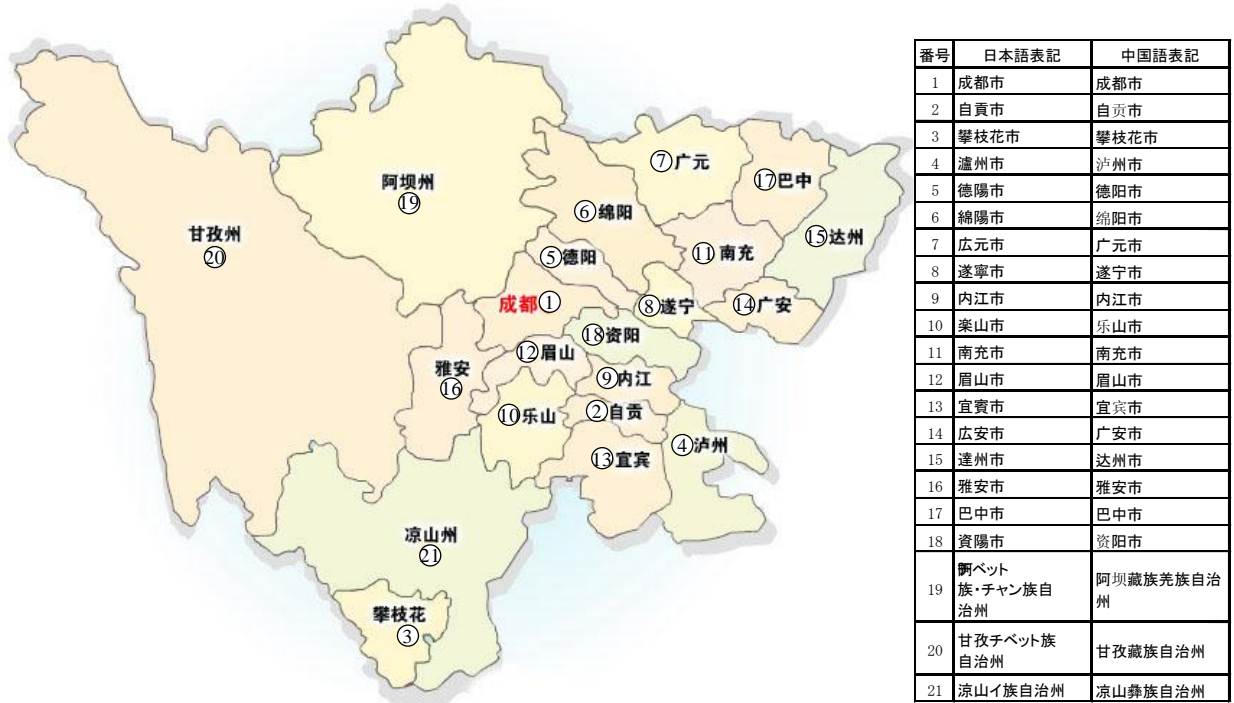 ⑦广元
⑰巴中
阿坝州
⑲
⑥绵阳
甘孜州
⑳
⑮达州
⑪南充
⑤德阳
成都①
⑧遂宁
⑭广安
⑱资阳
⑫眉山
雅安
⑯
⑨内江
⑩乐山
②自贡
④泸州
⑬宜宾
凉山州
㉑
攀枝花
③
番号 日本語表記 中国語表記
1 成都市 成都市
2 自貢市 自贡市
3 攀枝花市 攀枝花市
4 瀘州市 泸州市
5 德陽市 德阳市
6 綿陽市 绵阳市
7 広元市 广元市
8 遂寧市 遂宁市
9 内江市 内江市
10 楽山市 乐山市
11 南充市 南充市
12 眉山市 眉山市
13 宜賓市 宜宾市
14 広安市 广安市
15 達州市 达州市
16 雅安市 雅安市
17 巴中市 巴中市
18 資陽市 资阳市
19 ベット
族・チャン族自
治州
阿坝藏族羌族自治
州
20 甘孜チベット族
自治州
甘孜藏族自治州
21 涼山イ族自治州 凉山彝族自治州